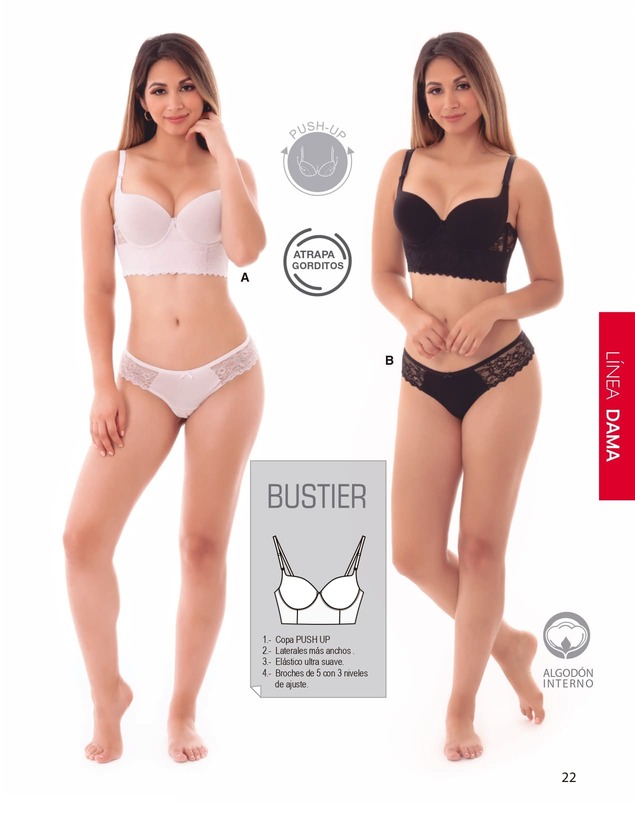 PUSH-UP
ATRAPA
GORDITOS
A
B
LÍNEA DAMA
BUSTIER
1.- Copa PUSH UP
2.- Laterales más anchos .
3.- Elástico ultra suave.
4.- Broches de 5 con 3 niveles
de ajuste.
ALGODÓN
INTERNO
22